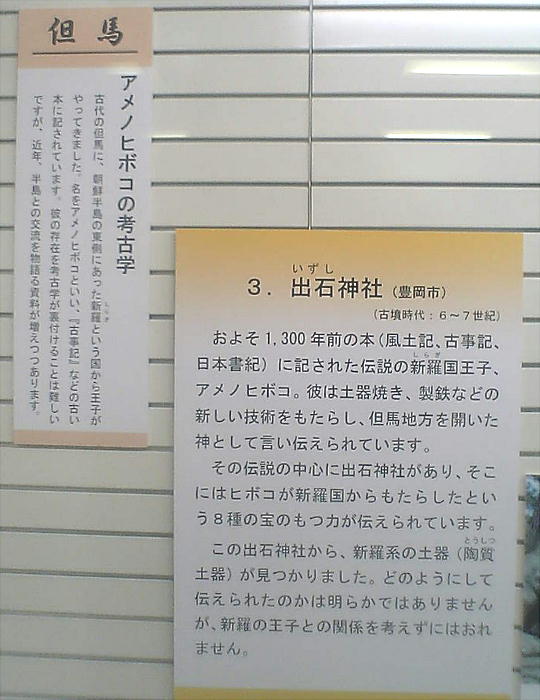 但馬
アメノヒボコの考古学
古代の但馬に、朝鮮半島の東側にあった新羅という国から王子が
しらぎ
やってきました。名をアメノヒボコといい、『古事記』などの古い
本に記されています。彼の存在を考古学が裏付けることは難しい
ですが、近年、半島との交流を物語る資料が増えつつあります。
いずし
3．出石神社（豊岡市）
（古墳時代：6～7世紀）
およそ1,300年前の本（風土記、古事記、
しらぎ
日本書紀）に記された伝説の新羅国王子、
アメノヒボコ。彼は土器焼き、製鉄などの
新しい技術をもたらし、但馬地方を開いた
神として言い伝えられています。
その伝説の中心に出石神社があり、そこ
にはヒボコが新羅国からもたらしたとい
う8種の宝のもつ力が伝えられています。
とうしつ
この出石神社から、新羅系の土器（陶質
土器）が見つかりました。どのようにして
伝えられたのかは明らかではありません
が、新羅の王子との関係を考えずにはおれ
ません。